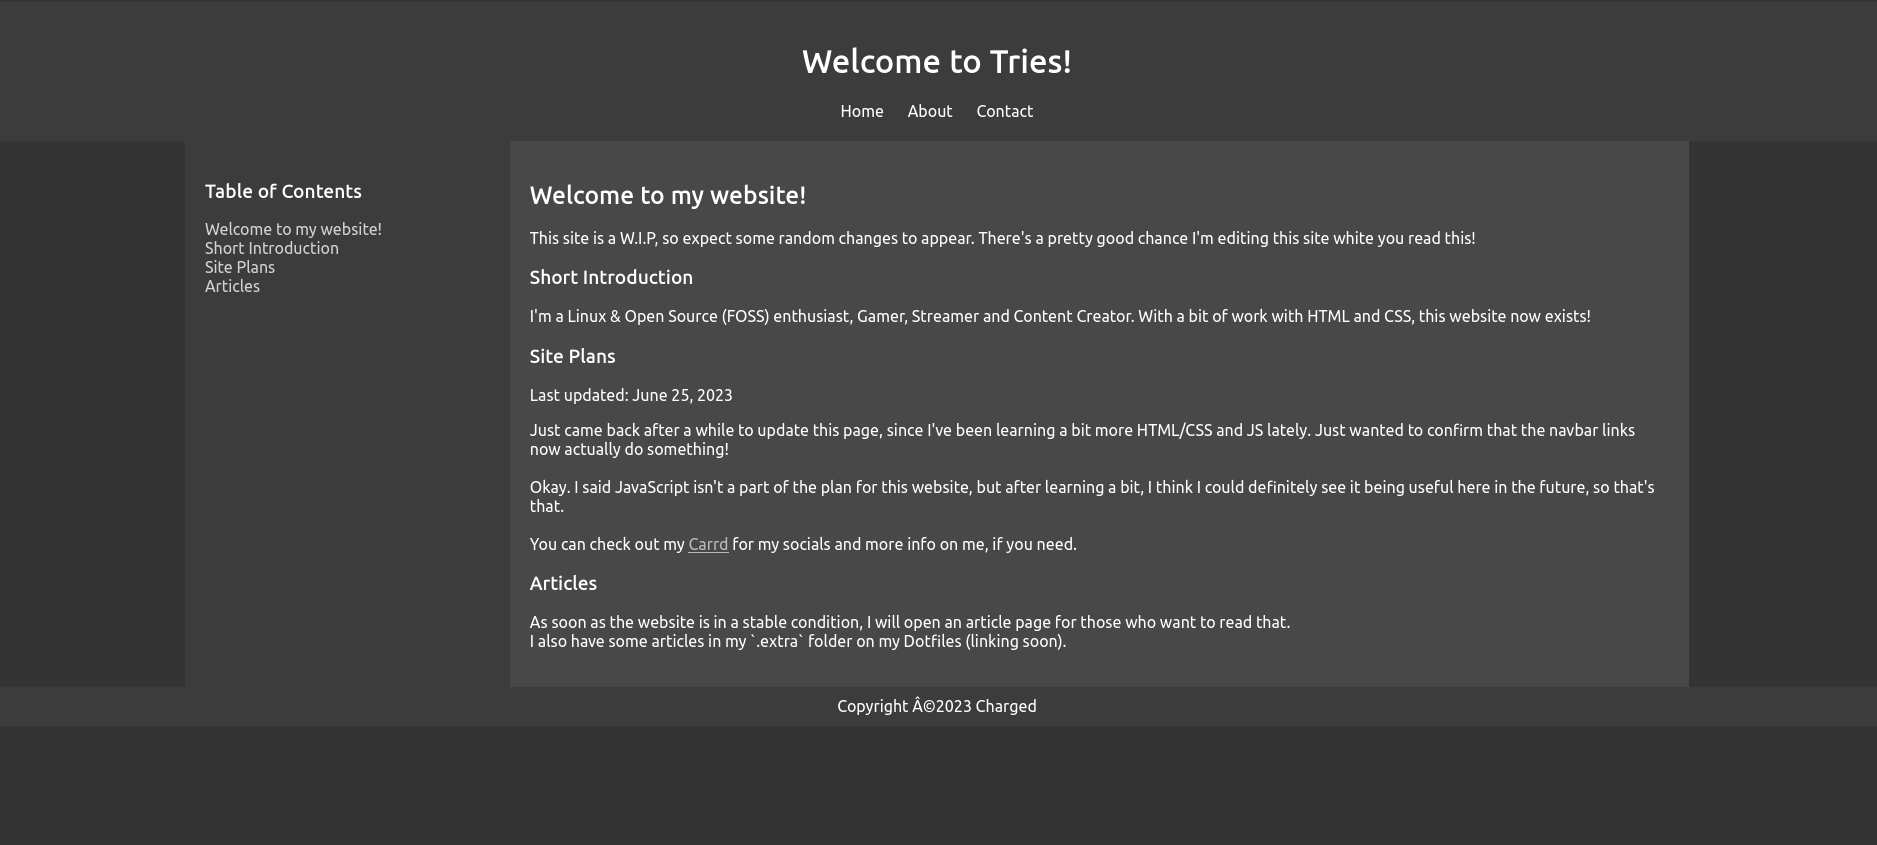 Welcome to Tries!
Home About Contact
Table of Contents
Welcome to my website!
Short Introduction
Site Plans
Articles
Welcome to my website!
This site is a W.I.P, so expect some random changes to appear. There's a pretty good chance I'm editing this site white you read this!
Short Introduction
I'm a Linux & Open Source (FOSS) enthusiast, Gamer, Streamer and Content Creator. With a bit of work with HTML and CSS, this website now exists!
Site Plans
Last updated: June 25, 2023
Just came back after a while to update this page, since I've been learning a bit more HTML/CSS and JS lately. Just wanted to confirm that the navbar links
now actually do something!
Okay. I said JavaScript isn't a part of the plan for this website, but after learning a bit, I think I could definitely see it being useful here in the future, so that's
that.
You can check out my Carrd for my socials and more info on me, if you need.
Articles
As soon as the website is in a stable condition, I will open an article page for those who want to read that.
I also have some articles in my `.extra` folder on my Dotfiles (linking soon).
Copyright Â©2023 Charged